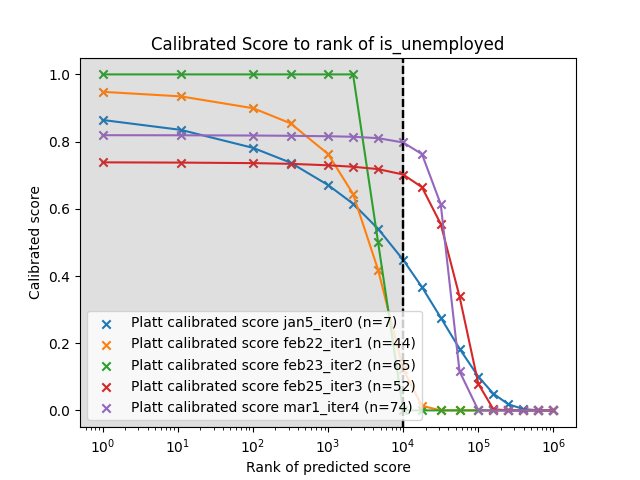 Calibrated Score to rank of is_unemployed
Calibrated score
1.0
0.8
0.6
0.4
0.2
0.0
Platt calibrated score jan5_iter0 (n=7)
Platt calibrated score feb22_iter1 (n=44)
Platt calibrated score feb23_iter2 (n=65)
Platt calibrated score feb25_iter3 (n=52)
Platt calibrated score mar1_iter4 (n=74)
10⁰ 10¹ 10² 10³ 10⁴ 10⁵ 10⁶
Rank of predicted score